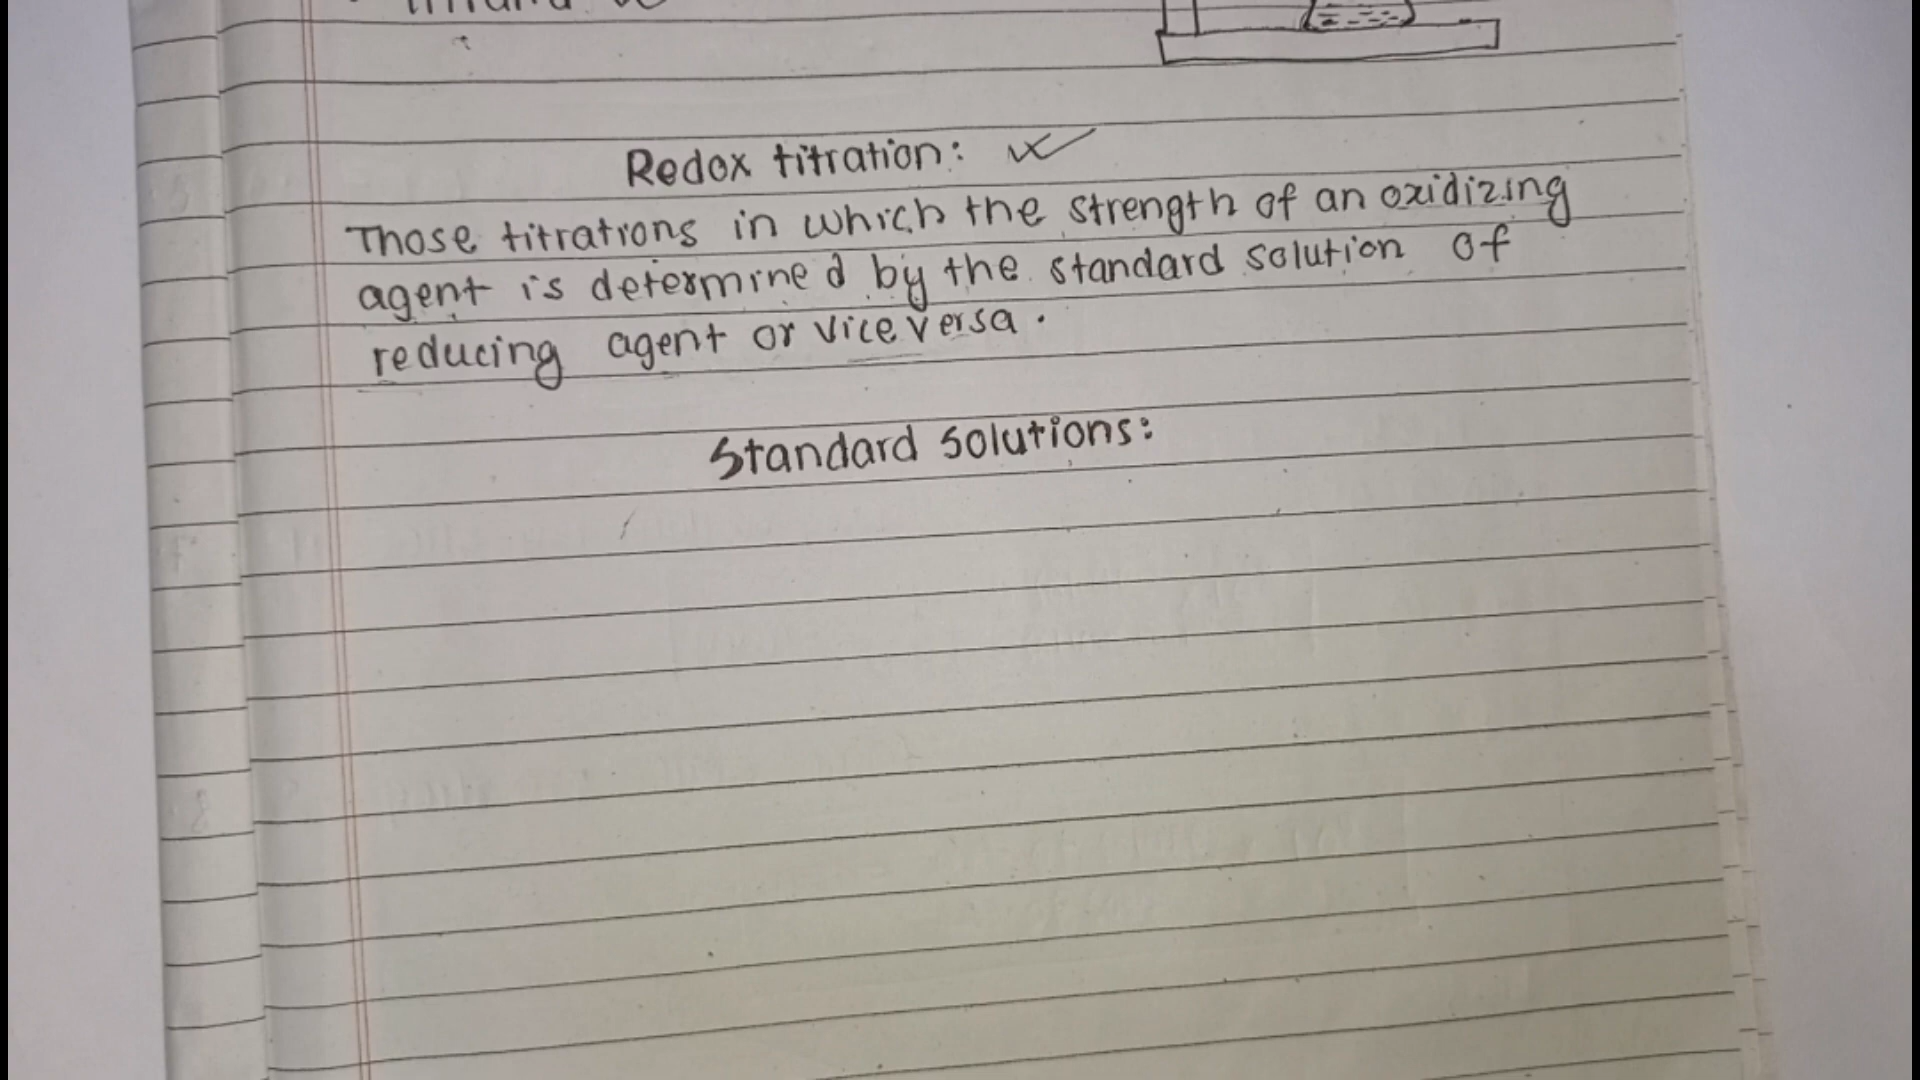 Redox titration:
Those titrations in which the strength of an oxidizing
agent is determined by the standard solution of
reducing agent or vice versa.
Standard solutions: